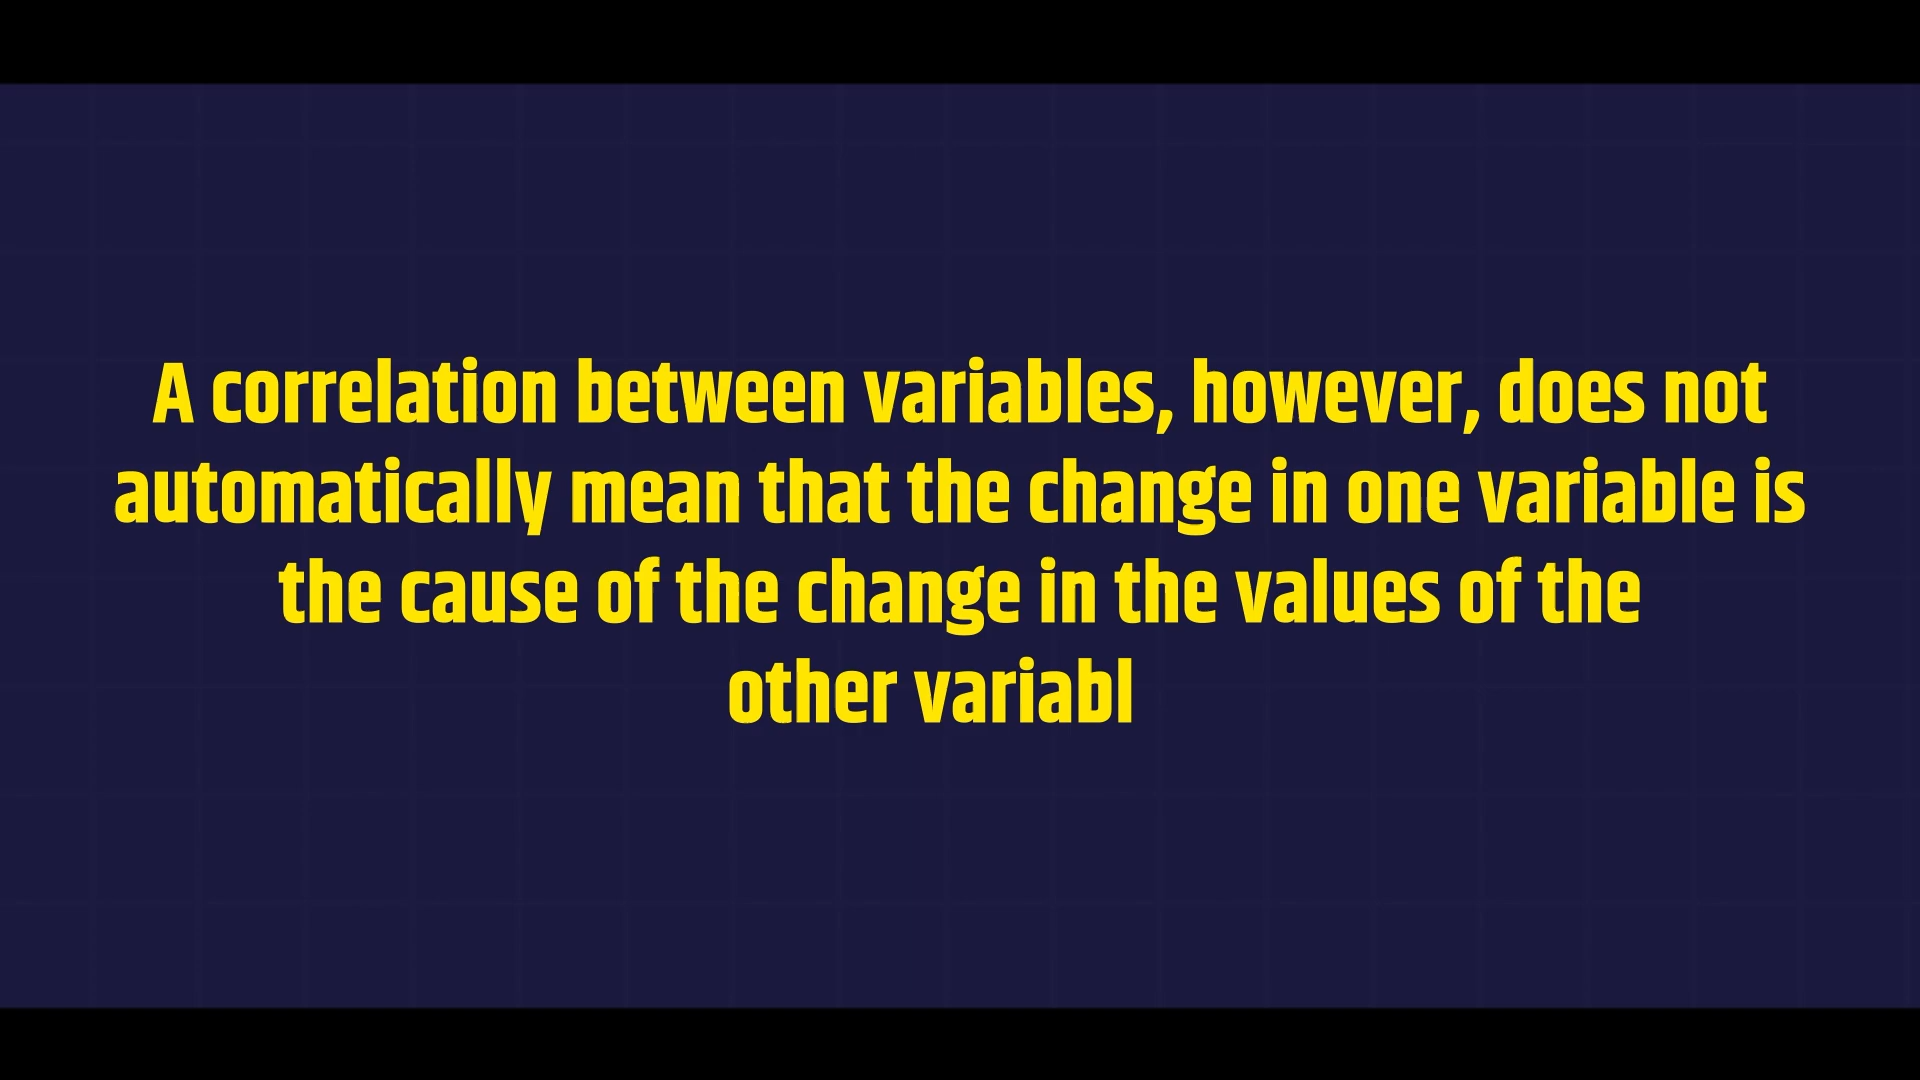 A correlation between variables, however, does not
automatically mean that the change in one variable is
the cause of the change in the values of the
other variabl